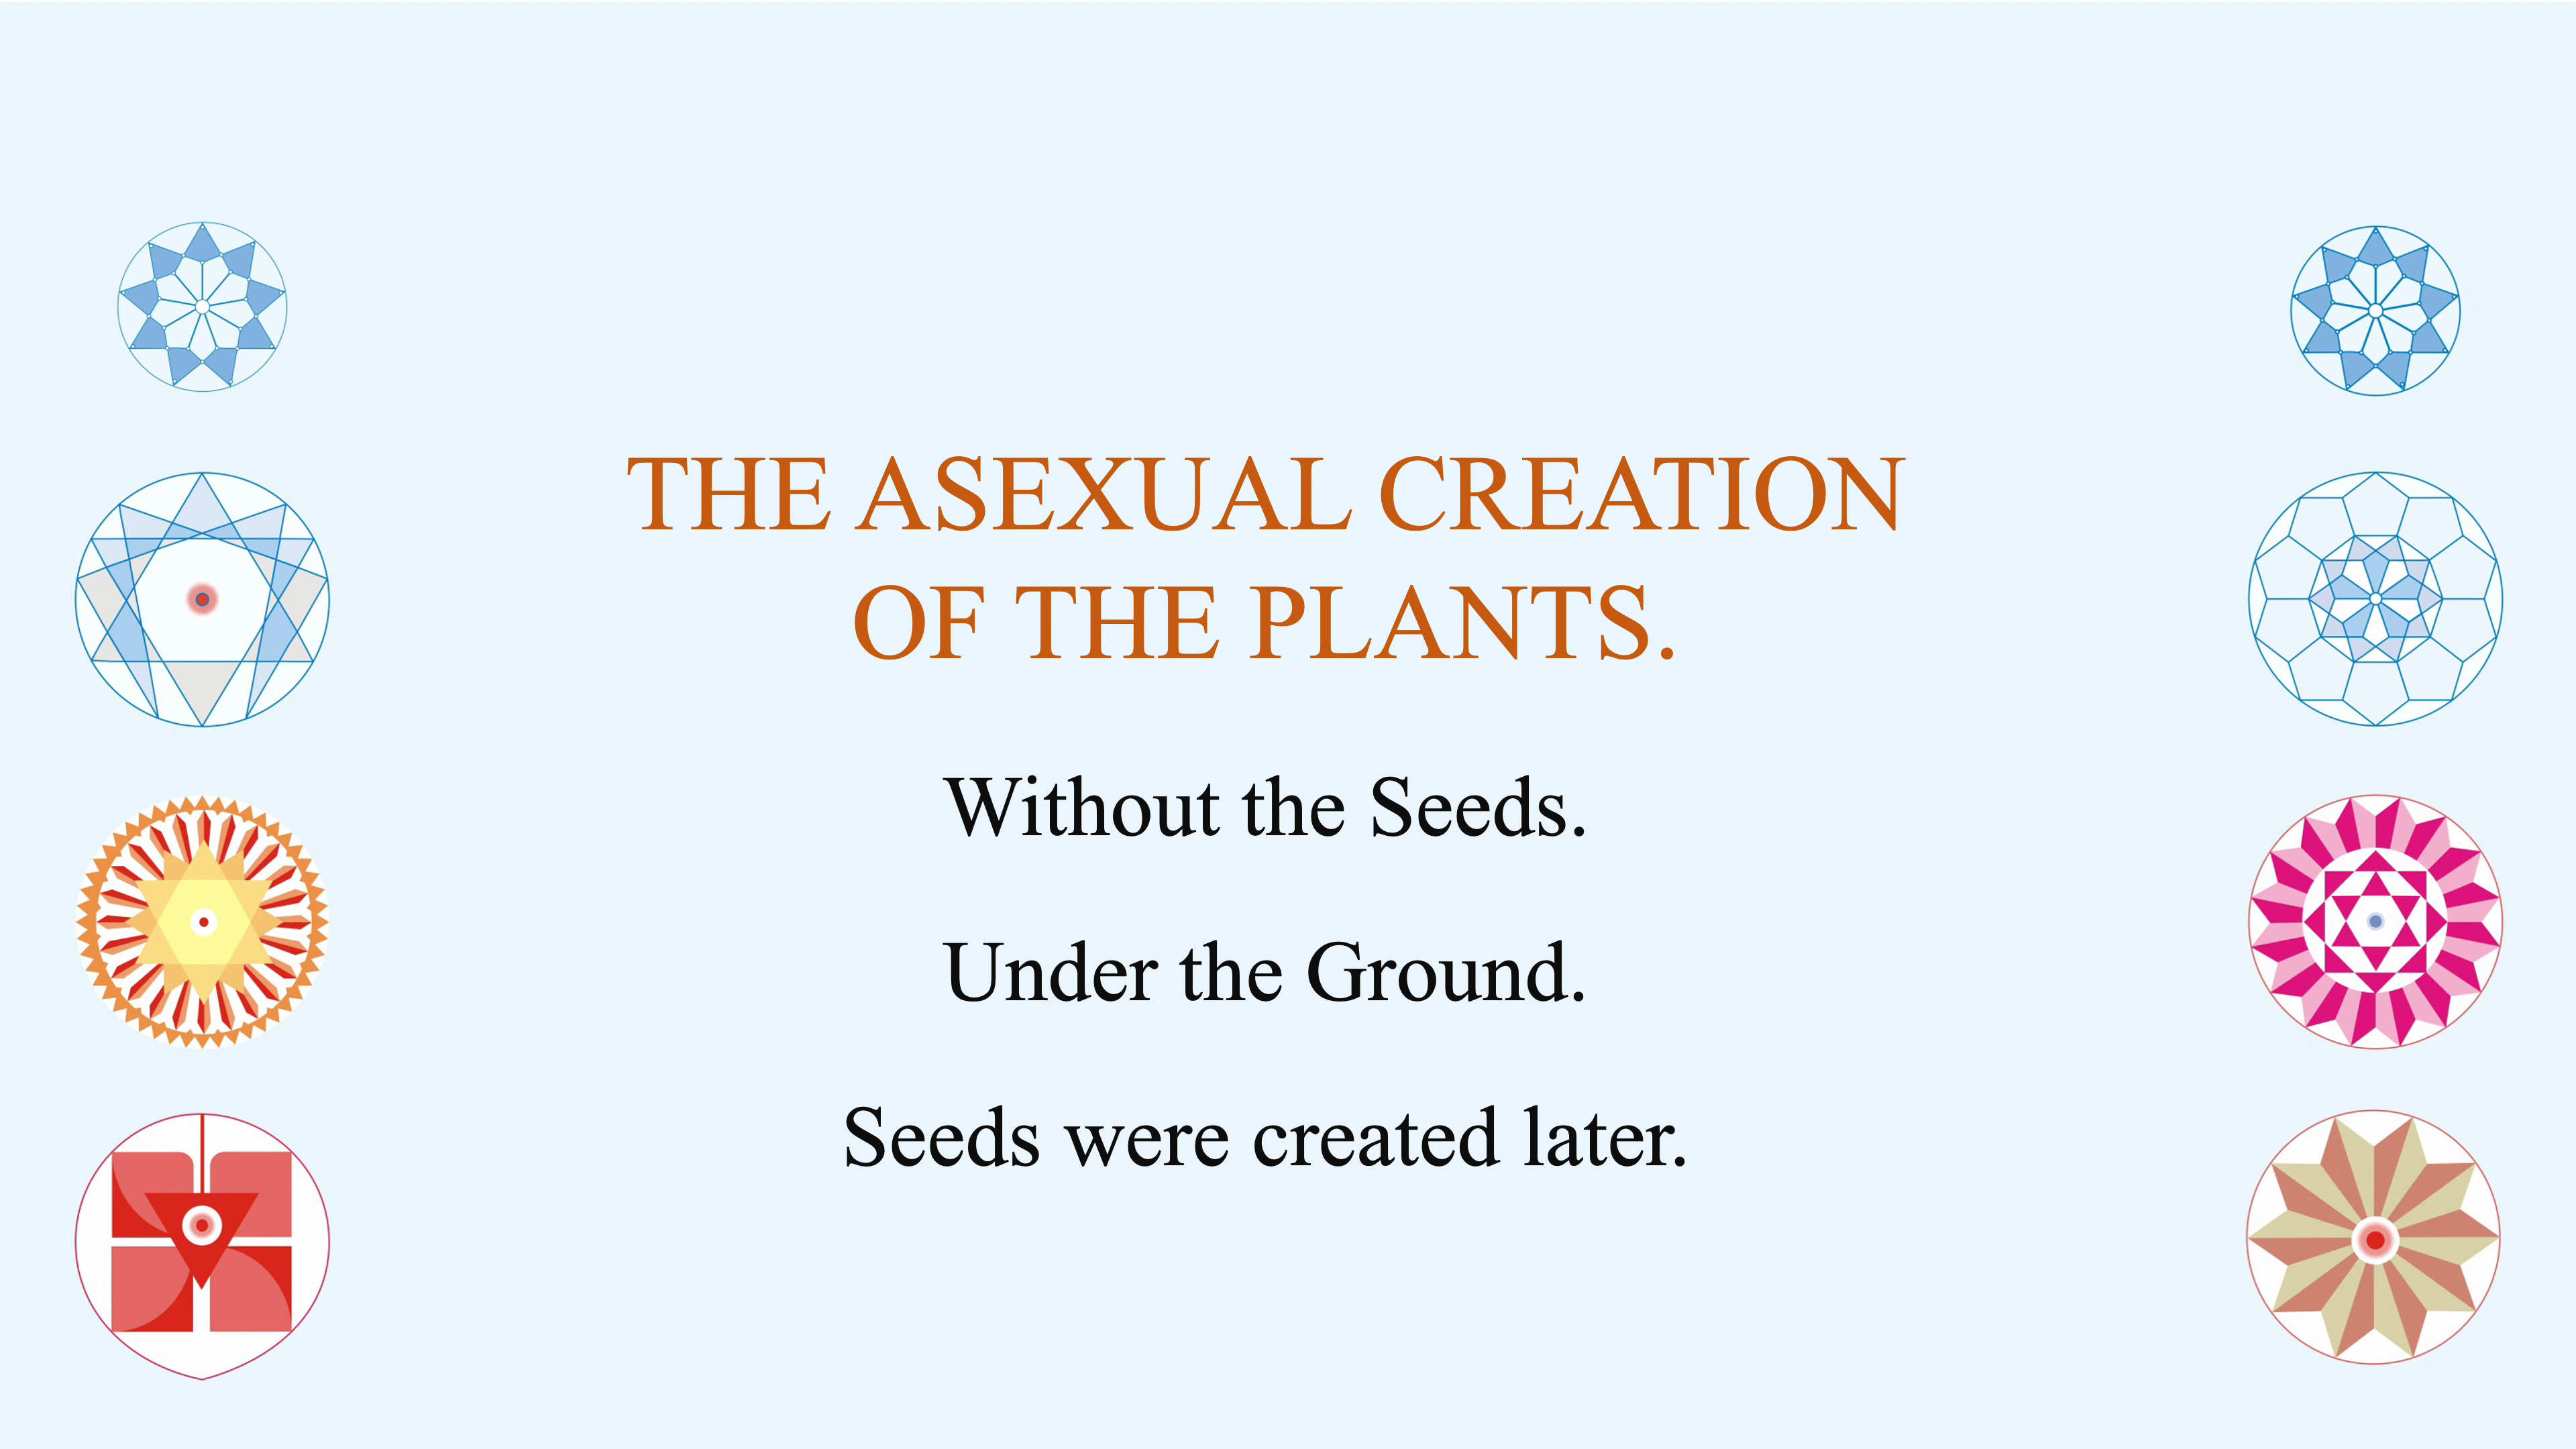 THE ASEXUAL CREATION
OF THE PLANTS.
Without the Seeds.
Under the Ground.
Seeds were created later.